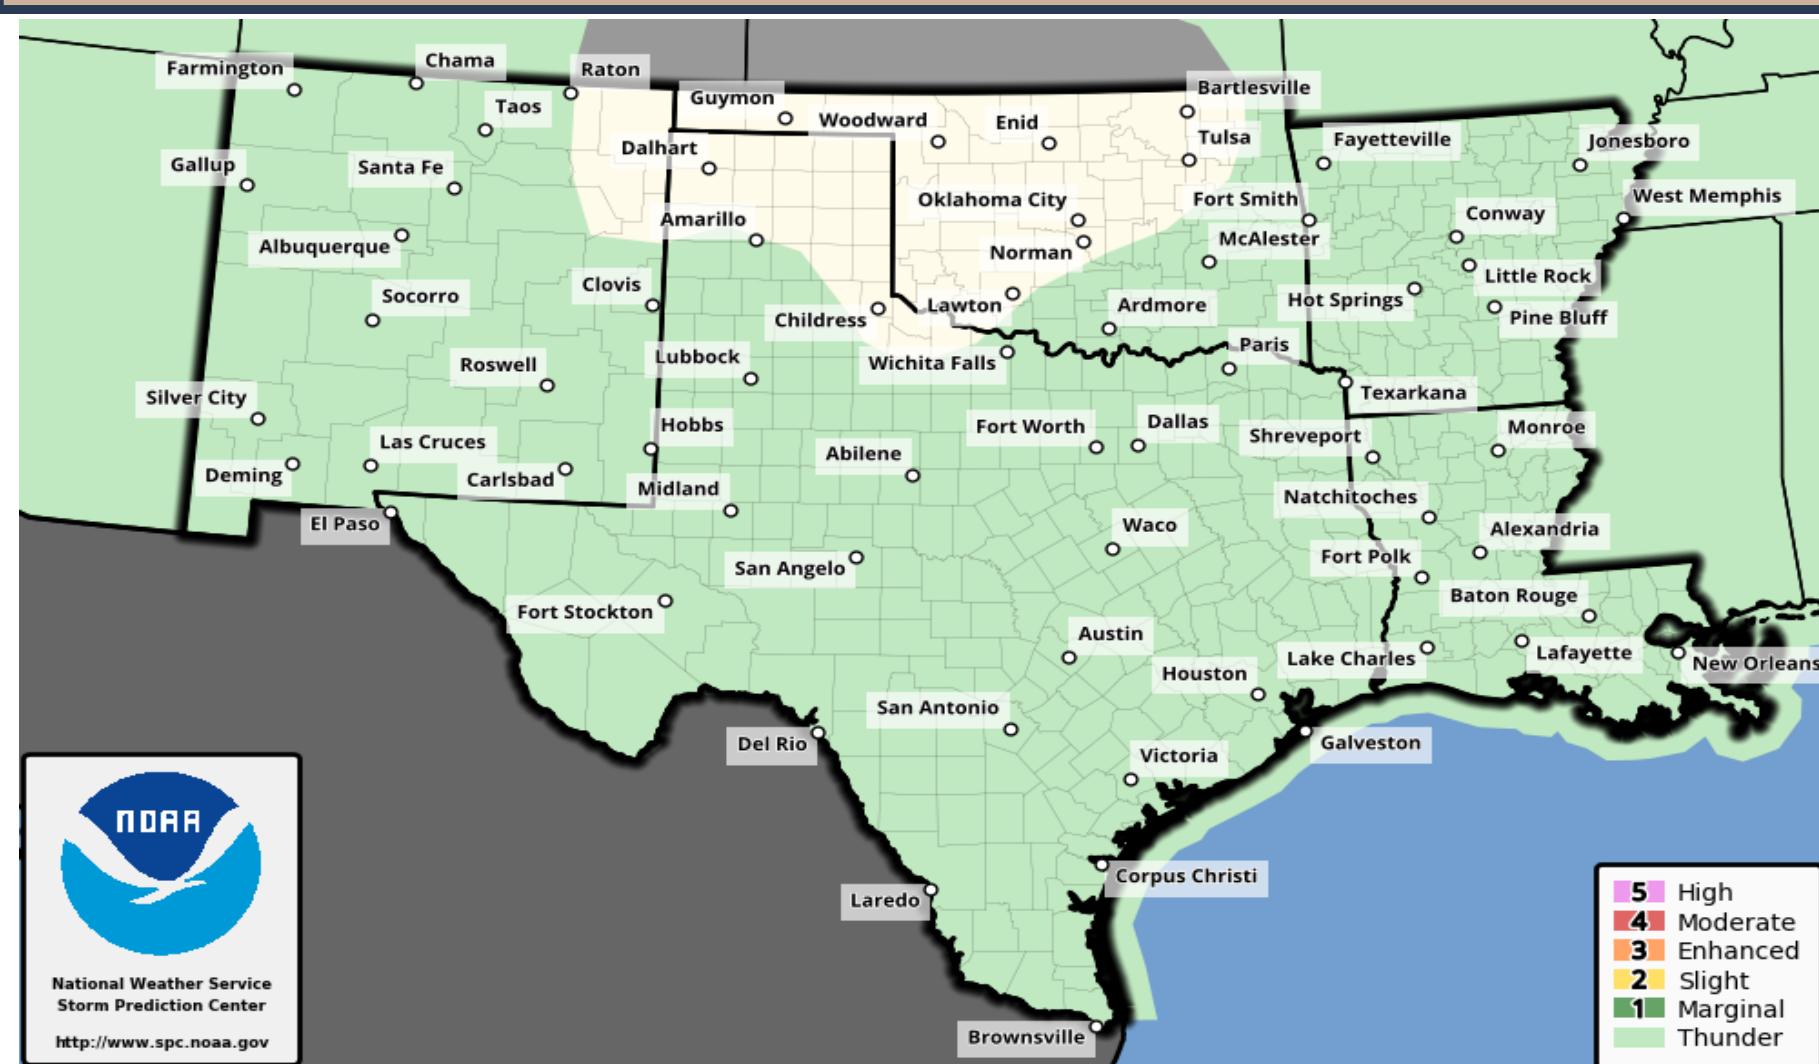 Farmington
Chama
Raton
Taos
Guymon
Bartlesville
Woodward
Enid
Tulsa
Fayetteville
Jonesboro
Dalhart
Gallup
Santa Fe
Oklahoma City
Fort Smith
West Memphis
Amarillo
Conway
Albuquerque
Norman
McAlester
Clovis
Little Rock
Socorro
Childress
Lawton
Ardmore
Hot Springs
Pine Bluff
Roswell
Lubbock
Wichita Falls
Paris
Silver City
Texarkana
Hobbs
Fort Worth
Dallas
Shreveport
Monroe
Las Cruces
Abilene
Deming
Carlsbad
Midland
Natchitoches
El Paso
Waco
Alexandria
San Angelo
Fort Polk
Fort Stockton
Baton Rouge
Austin
Lake Charles
Lafayette
New Orleans
Houston
San Antonio
Del Rio
Galveston
Victoria
Corpus Christi
Laredo
Brownsville
NOAA
National Weather Service
Storm Prediction Center
http://www.spc.noaa.gov
5 High
4 Moderate
3 Enhanced
2 Slight
1 Marginal
Thunder